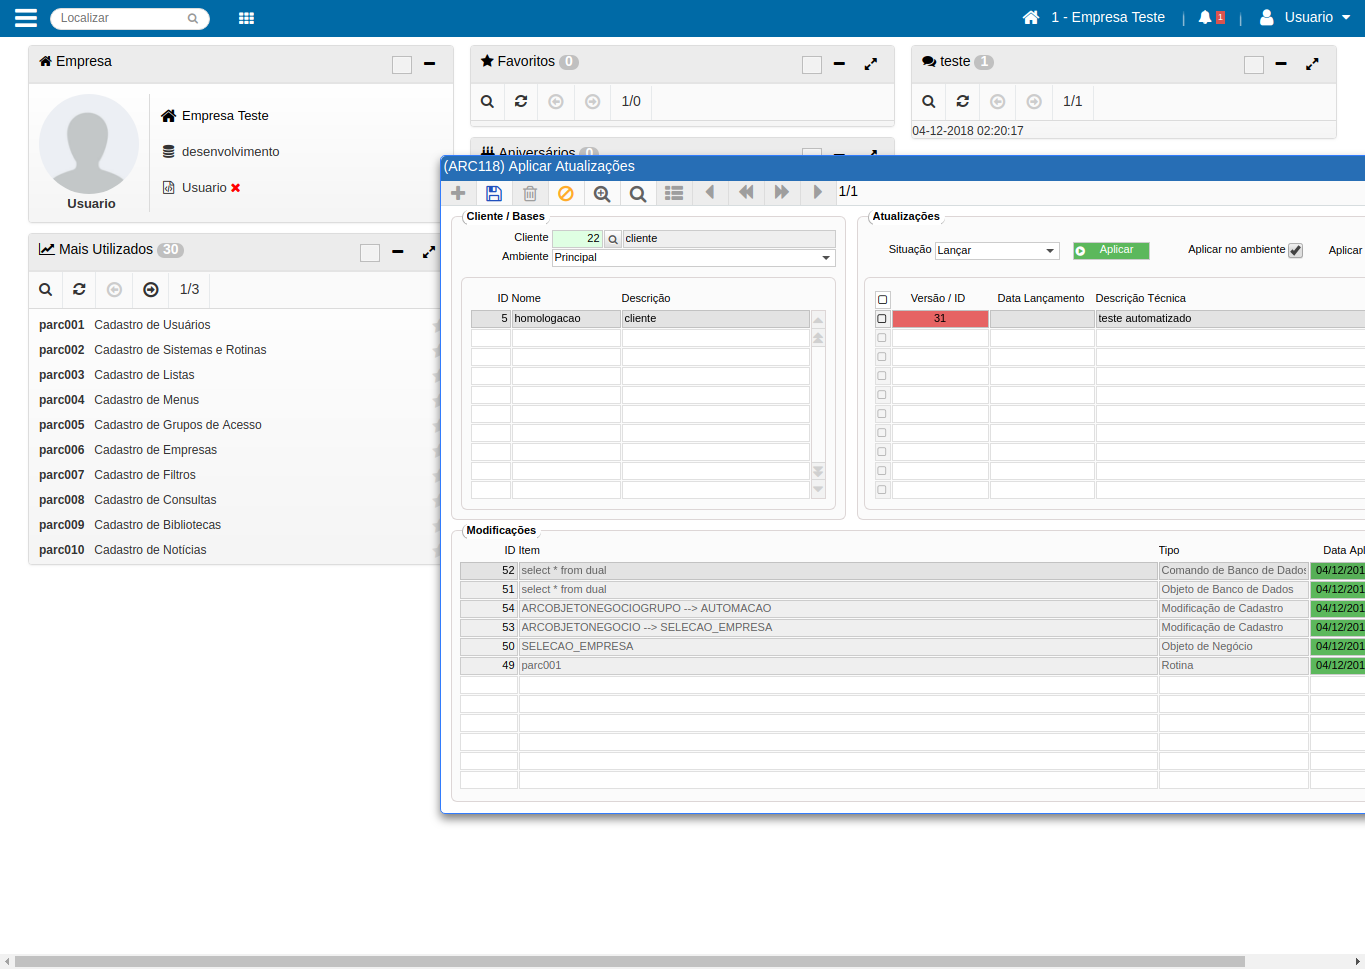 Localizar
1 - Empresa Teste
1
Usuario
Empresa
Favoritos 0
teste 1
Empresa Teste
desenvolvimento
Usuario
Usuario
1/0
1/1
04-12-2018 02:20:17
Aniversários 0
Mais Utilizados 30
1/3
parc001 Cadastro de Usuários
parc002 Cadastro de Sistemas e Rotinas
parc003 Cadastro de Listas
parc004 Cadastro de Menus
parc005 Cadastro de Grupos de Acesso
parc006 Cadastro de Empresas
parc007 Cadastro de Filtros
parc008 Cadastro de Consultas
parc009 Cadastro de Bibliotecas
parc010 Cadastro de Notícias
(ARC118) Aplicar Atualizações
1/1
Cliente / Bases
Cliente 22 cliente
Ambiente Principal
ID Nome Descrição
5 homologacao cliente
Atualizações
Situação Lançar Aplicar Aplicar no ambiente Aplicar
Versão / ID Data Lançamento Descrição Técnica
31 teste automatizado
Modificações
ID Item Tipo Data Apl
52 select * from dual Comando de Banco de Dados 04/12/201
51 select * from dual Objeto de Banco de Dados 04/12/201
54 ARCOBJETONEGOCIOGRUPO --> AUTOMACAO Modificação de Cadastro 04/12/201
53 ARCOBJETONEGOCIO --> SELECAO_EMPRESA Modificação de Cadastro 04/12/201
50 SELECAO_EMPRESA Objeto de Negócio 04/12/201
49 parc001 Rotina 04/12/201